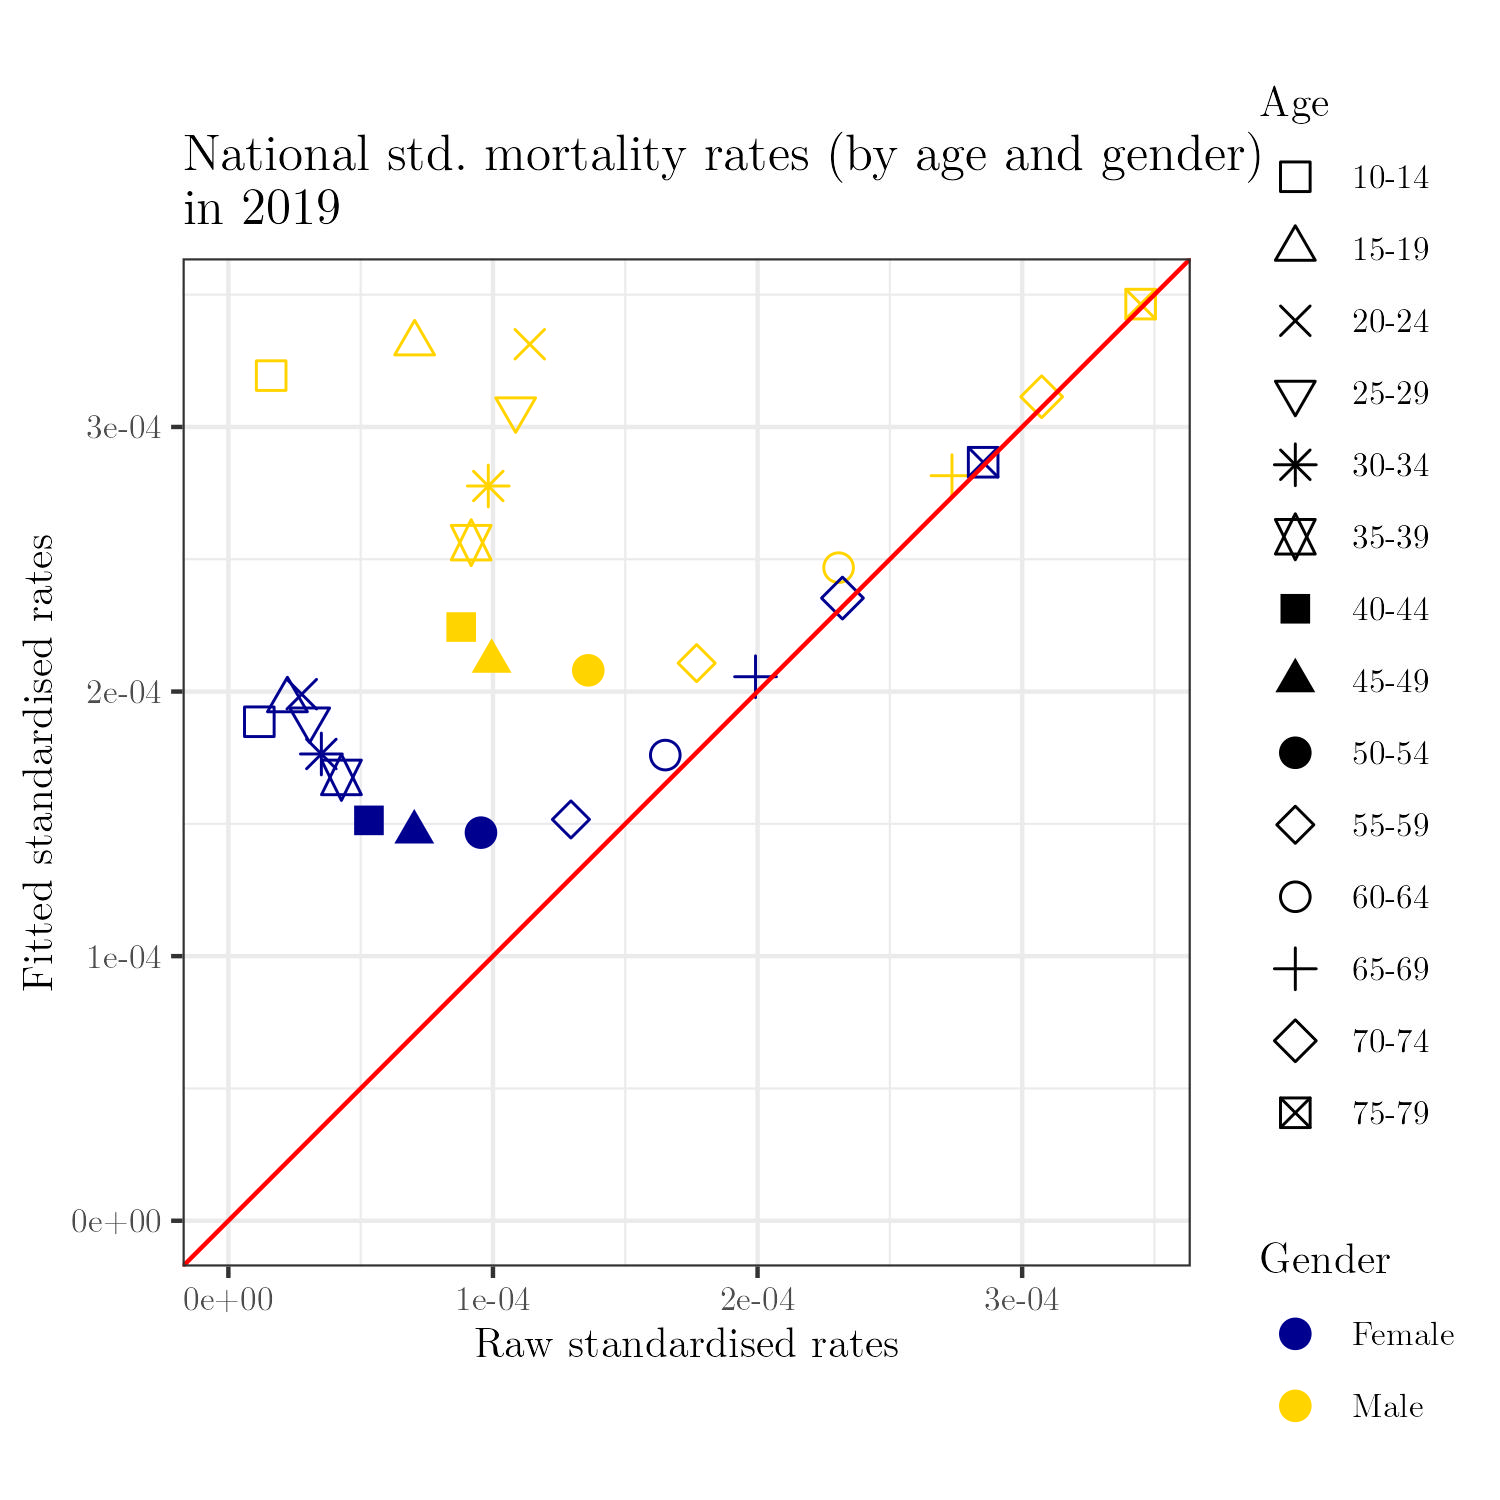 National std. mortality rates (by age and gender)
in 2019
Fitted standardised rates
3e-04
2e-04
1e-04
0e+00
0e+00
1e-04
2e-04
3e-04
Raw standardised rates
Age
10-14
15-19
20-24
25-29
30-34
35-39
40-44
45-49
50-54
55-59
60-64
65-69
70-74
75-79
Gender
Female
Male